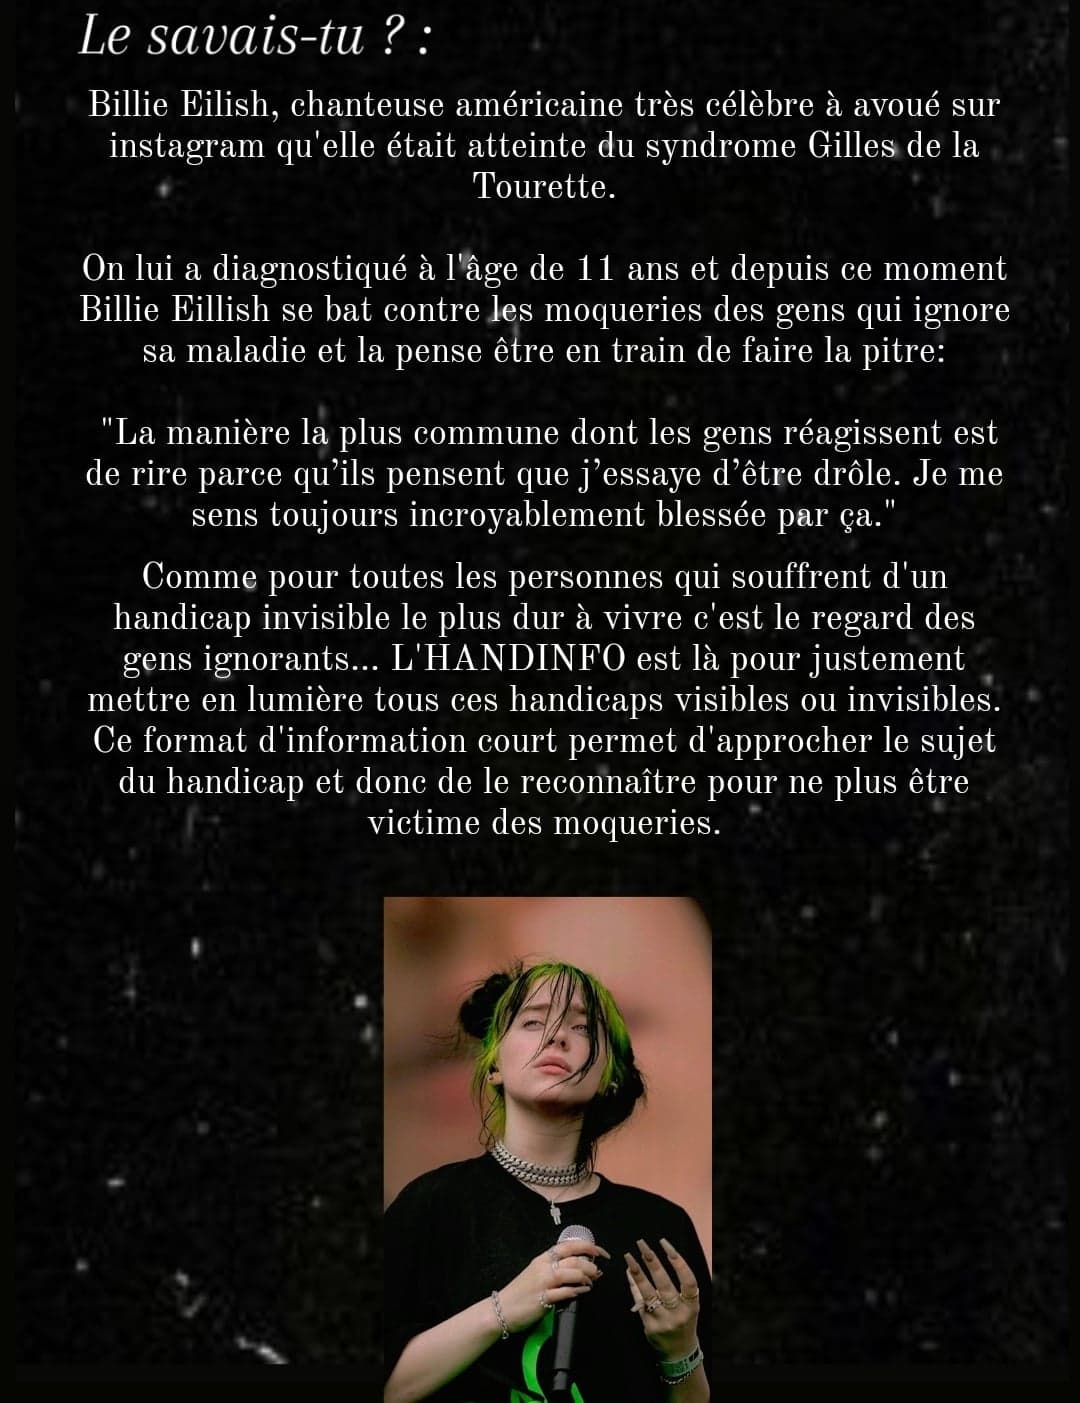 Le savais-tu ? :
Billie Eilish, chanteuse américaine très célèbre à avoué sur
instagram qu'elle était atteinte du syndrome Gilles de la
Tourette.
On lui a diagnostiqué à l'âge de 11 ans et depuis ce moment
Billie Eillish se bat contre les moqueries des gens qui ignore
sa maladie et la pense être en train de faire la pitre:
"La manière la plus commune dont les gens réagissent est
de rire parce qu’ils pensent que j’essaye d’être drôle. Je me
sens toujours incroyablement blessée par ça."
Comme pour toutes les personnes qui souffrent d'un
handicap invisible le plus dur à vivre c'est le regard des
gens ignorants... L'HANDINFO est là pour justement
mettre en lumière tous ces handicaps visibles ou invisibles.
Ce format d'information court permet d'approcher le sujet
du handicap et donc de le reconnaître pour ne plus être
victime des moqueries.